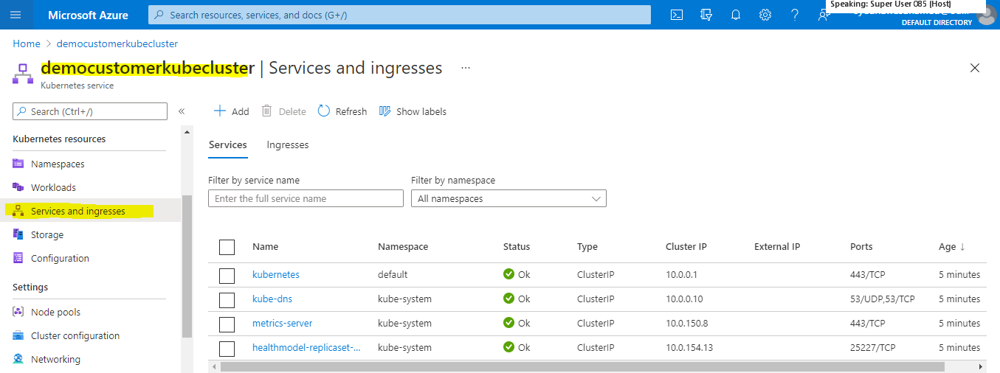 Microsoft Azure
Search resources, services, and docs (G+/)
Speaking: Super User 085 (Host)
DEFAULT DIRECTORY
Home > democustomerkubecluster
democustomerkubecluster | Services and ingresses ...
Kubernetes service
Search (Ctrl+/) «
+ Add Delete Refresh Show labels
Kubernetes resources
Namespaces
Workloads
Services and ingresses
Storage
Configuration
Settings
Node pools
Cluster configuration
Networking
Services Ingresses
Filter by service name Filter by namespace
Enter the full service name All namespaces
Name Namespace Status Type Cluster IP External IP Ports Age ↓
kubernetes default Ok ClusterIP 10.0.0.1 443/TCP 5 minutes
kube-dns kube-system Ok ClusterIP 10.0.0.10 53/UDP,53/TCP 5 minutes
metrics-server kube-system Ok ClusterIP 10.0.150.8 443/TCP 5 minutes
healthmodel-replicaset-... kube-system Ok ClusterIP 10.0.154.13 25227/TCP 5 minutes